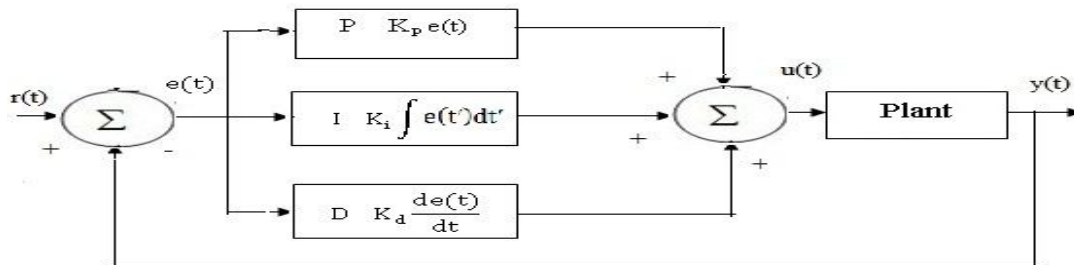 P K_p e(t)
r(t)
e(t)
Σ
+
-
I K_i ∫ e(t′)dt′
D K_d de(t)/dt
+
+
+
Σ
u(t)
Plant
y(t)